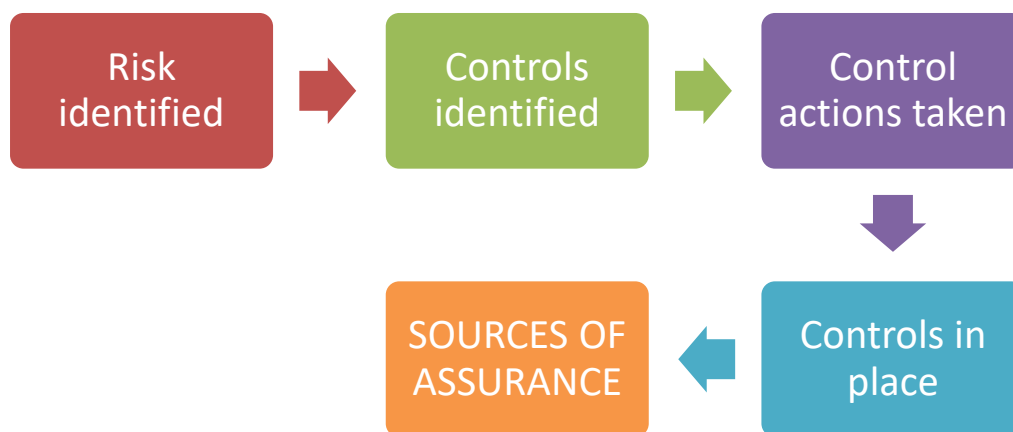 Risk
identified
Controls
identified
Control
actions taken
Controls in
place
SOURCES OF
ASSURANCE